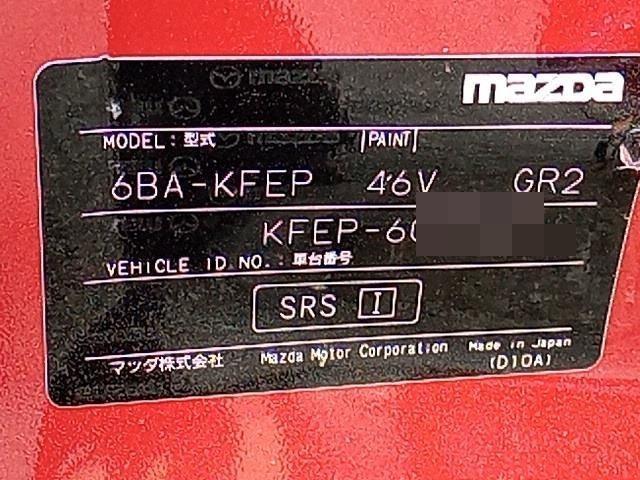 mazda
MODEL: 型式 PAINT
6BA-KFEP 46V GR2
KFEP-60
VEHICLE ID NO.: 車台番号
SRS I
マツダ株式会社 Mazda Motor Corporation Made in Japan
(D10A)